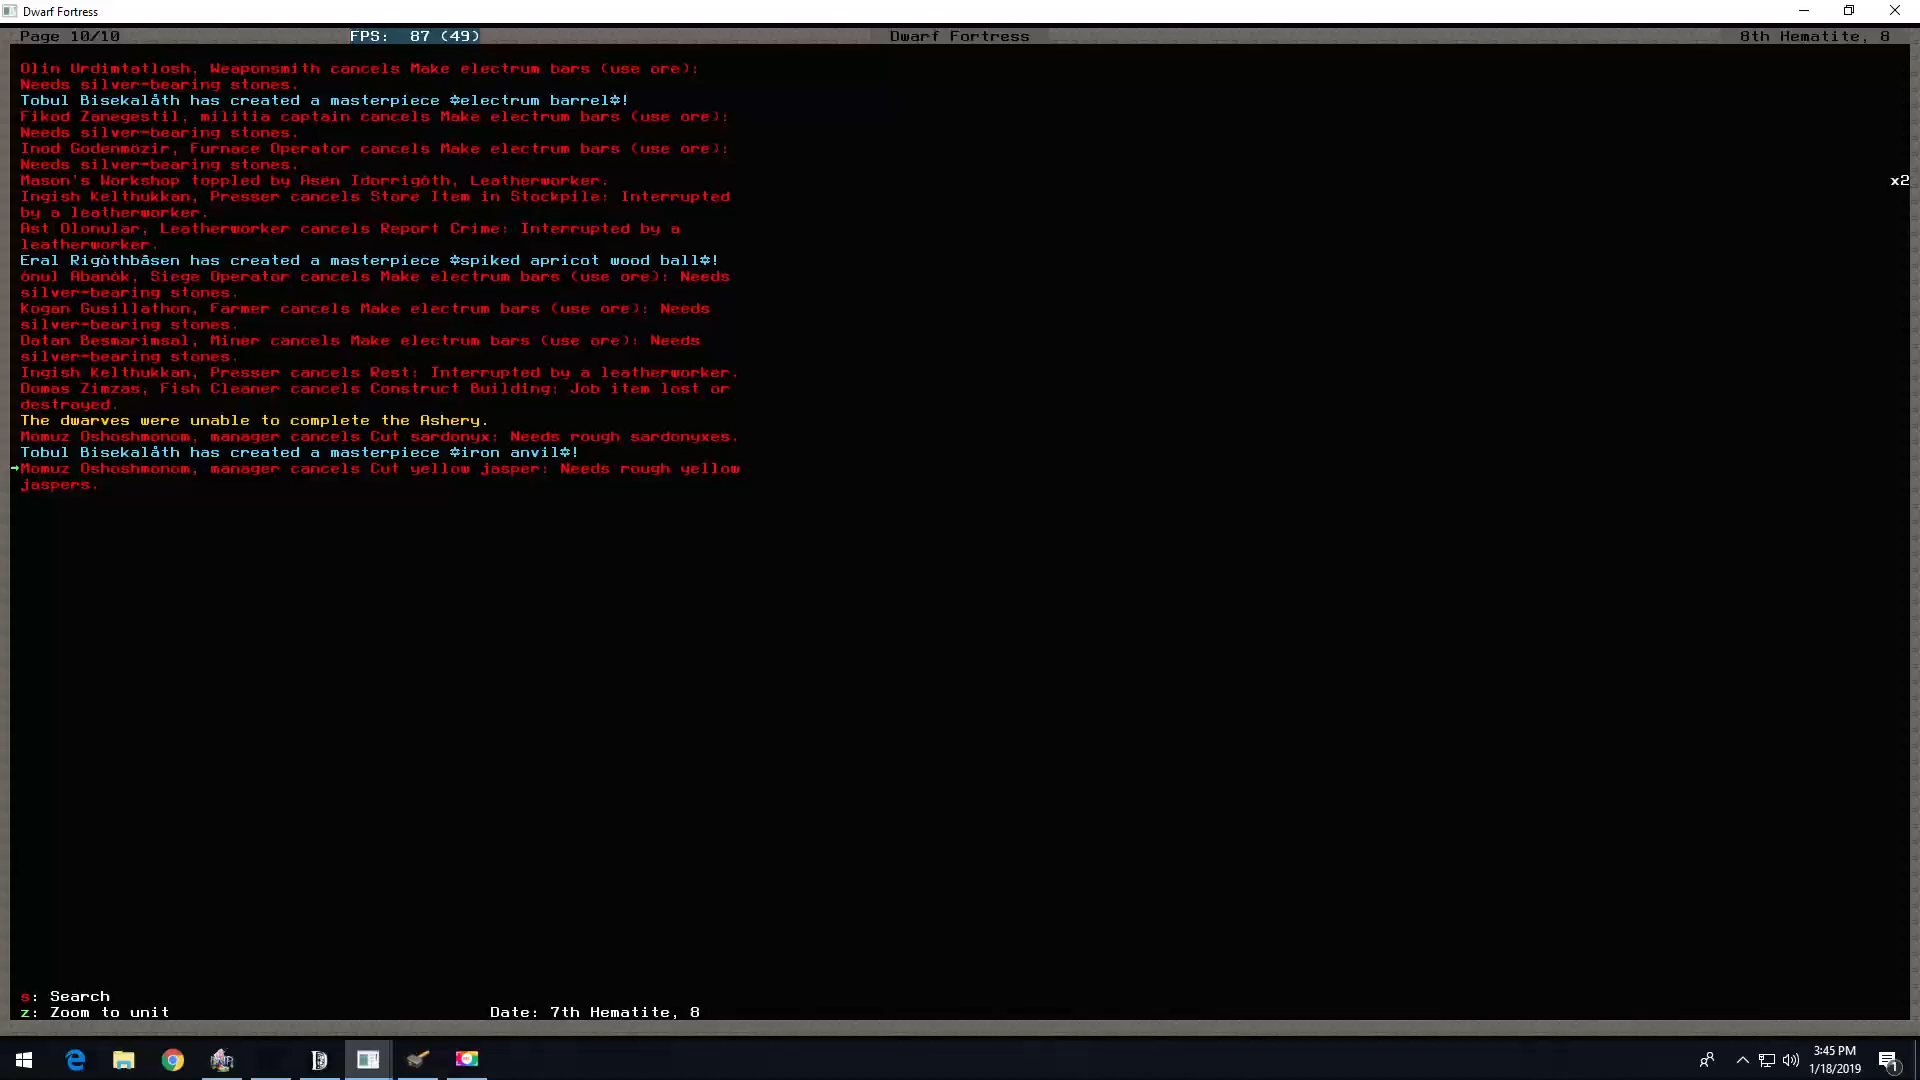 Dwarf Fortress
Page 10/10 FPS: 87 (49) Dwarf Fortress 8th Hematite, 8
Olin Urdimtatlosh, Weaponsmith cancels Make electrum bars (use ore):
Needs silver-bearing stones.
Tobul Bisekalåth has created a masterpiece ☼electrum barrel☼!
Fikod Zanegestil, militia captain cancels Make electrum bars (use ore):
Needs silver-bearing stones.
Inod Godenmözir, Furnace Operator cancels Make electrum bars (use ore):
Needs silver-bearing stones.
Mason's Workshop toppled by Asën Idorrigóth, Leatherworker. x2
Ingish Kelthukkan, Presser cancels Store Item in Stockpile: Interrupted
by a leatherworker.
Ast Olonular, Leatherworker cancels Report Crime: Interrupted by a
leatherworker.
Eral Rigòthbåsen has created a masterpiece ☼spiked apricot wood ball☼!
ónul Abanók, Siege Operator cancels Make electrum bars (use ore): Needs
silver-bearing stones.
Kogan Gusillathon, Farmer cancels Make electrum bars (use ore): Needs
silver-bearing stones.
Datan Besmarimsal, Miner cancels Make electrum bars (use ore): Needs
silver-bearing stones.
Ingish Kelthukkan, Presser cancels Rest: Interrupted by a leatherworker.
Domas Zimzas, Fish Cleaner cancels Construct Building: Job item lost or
destroyed.
The dwarves were unable to complete the Ashery.
Momuz Oshoshmonom, manager cancels Cut sardonyx: Needs rough sardonyxes.
Tobul Bisekalåth has created a masterpiece ☼iron anvil☼!
→Momuz Oshoshmonom, manager cancels Cut yellow jasper: Needs rough yellow
jaspers.
s: Search
z: Zoom to unit Date: 7th Hematite, 8
3:45 PM
1/18/2019
1